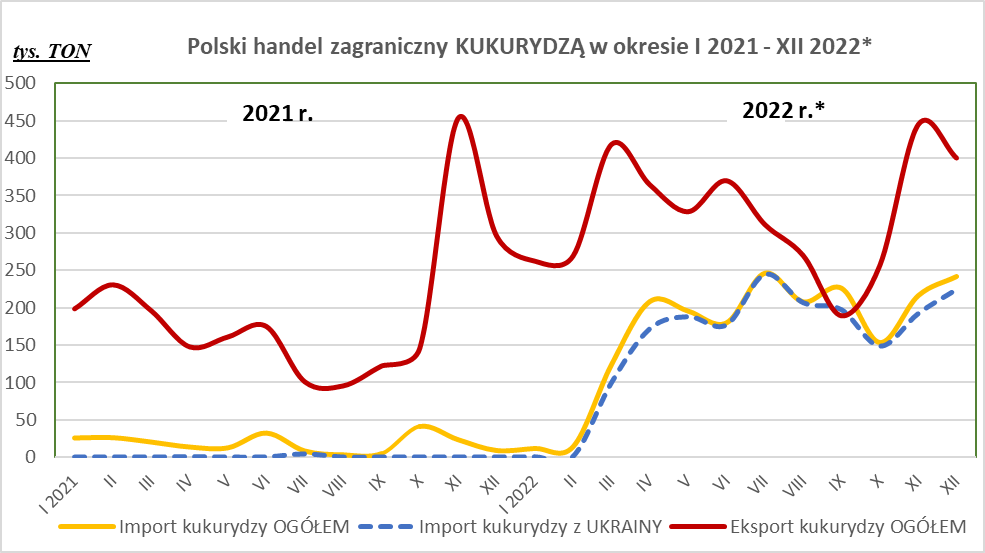 Polski handel zagraniczny KUKURYDZĄ w okresie I 2021 - XII 2022*
tys. TON
2021 r.
2022 r.*
500
450
400
350
300
250
200
150
100
50
0
I 2021
II
III
IV
V
VI
VII
VIII
IX
X
XI
XII
I 2022
II
III
IV
V
VI
VII
VIII
IX
X
XI
XII
Import kukurydzy OGÓŁEM
Import kukurydzy z UKRAINY
Eksport kukurydzy OGÓŁEM